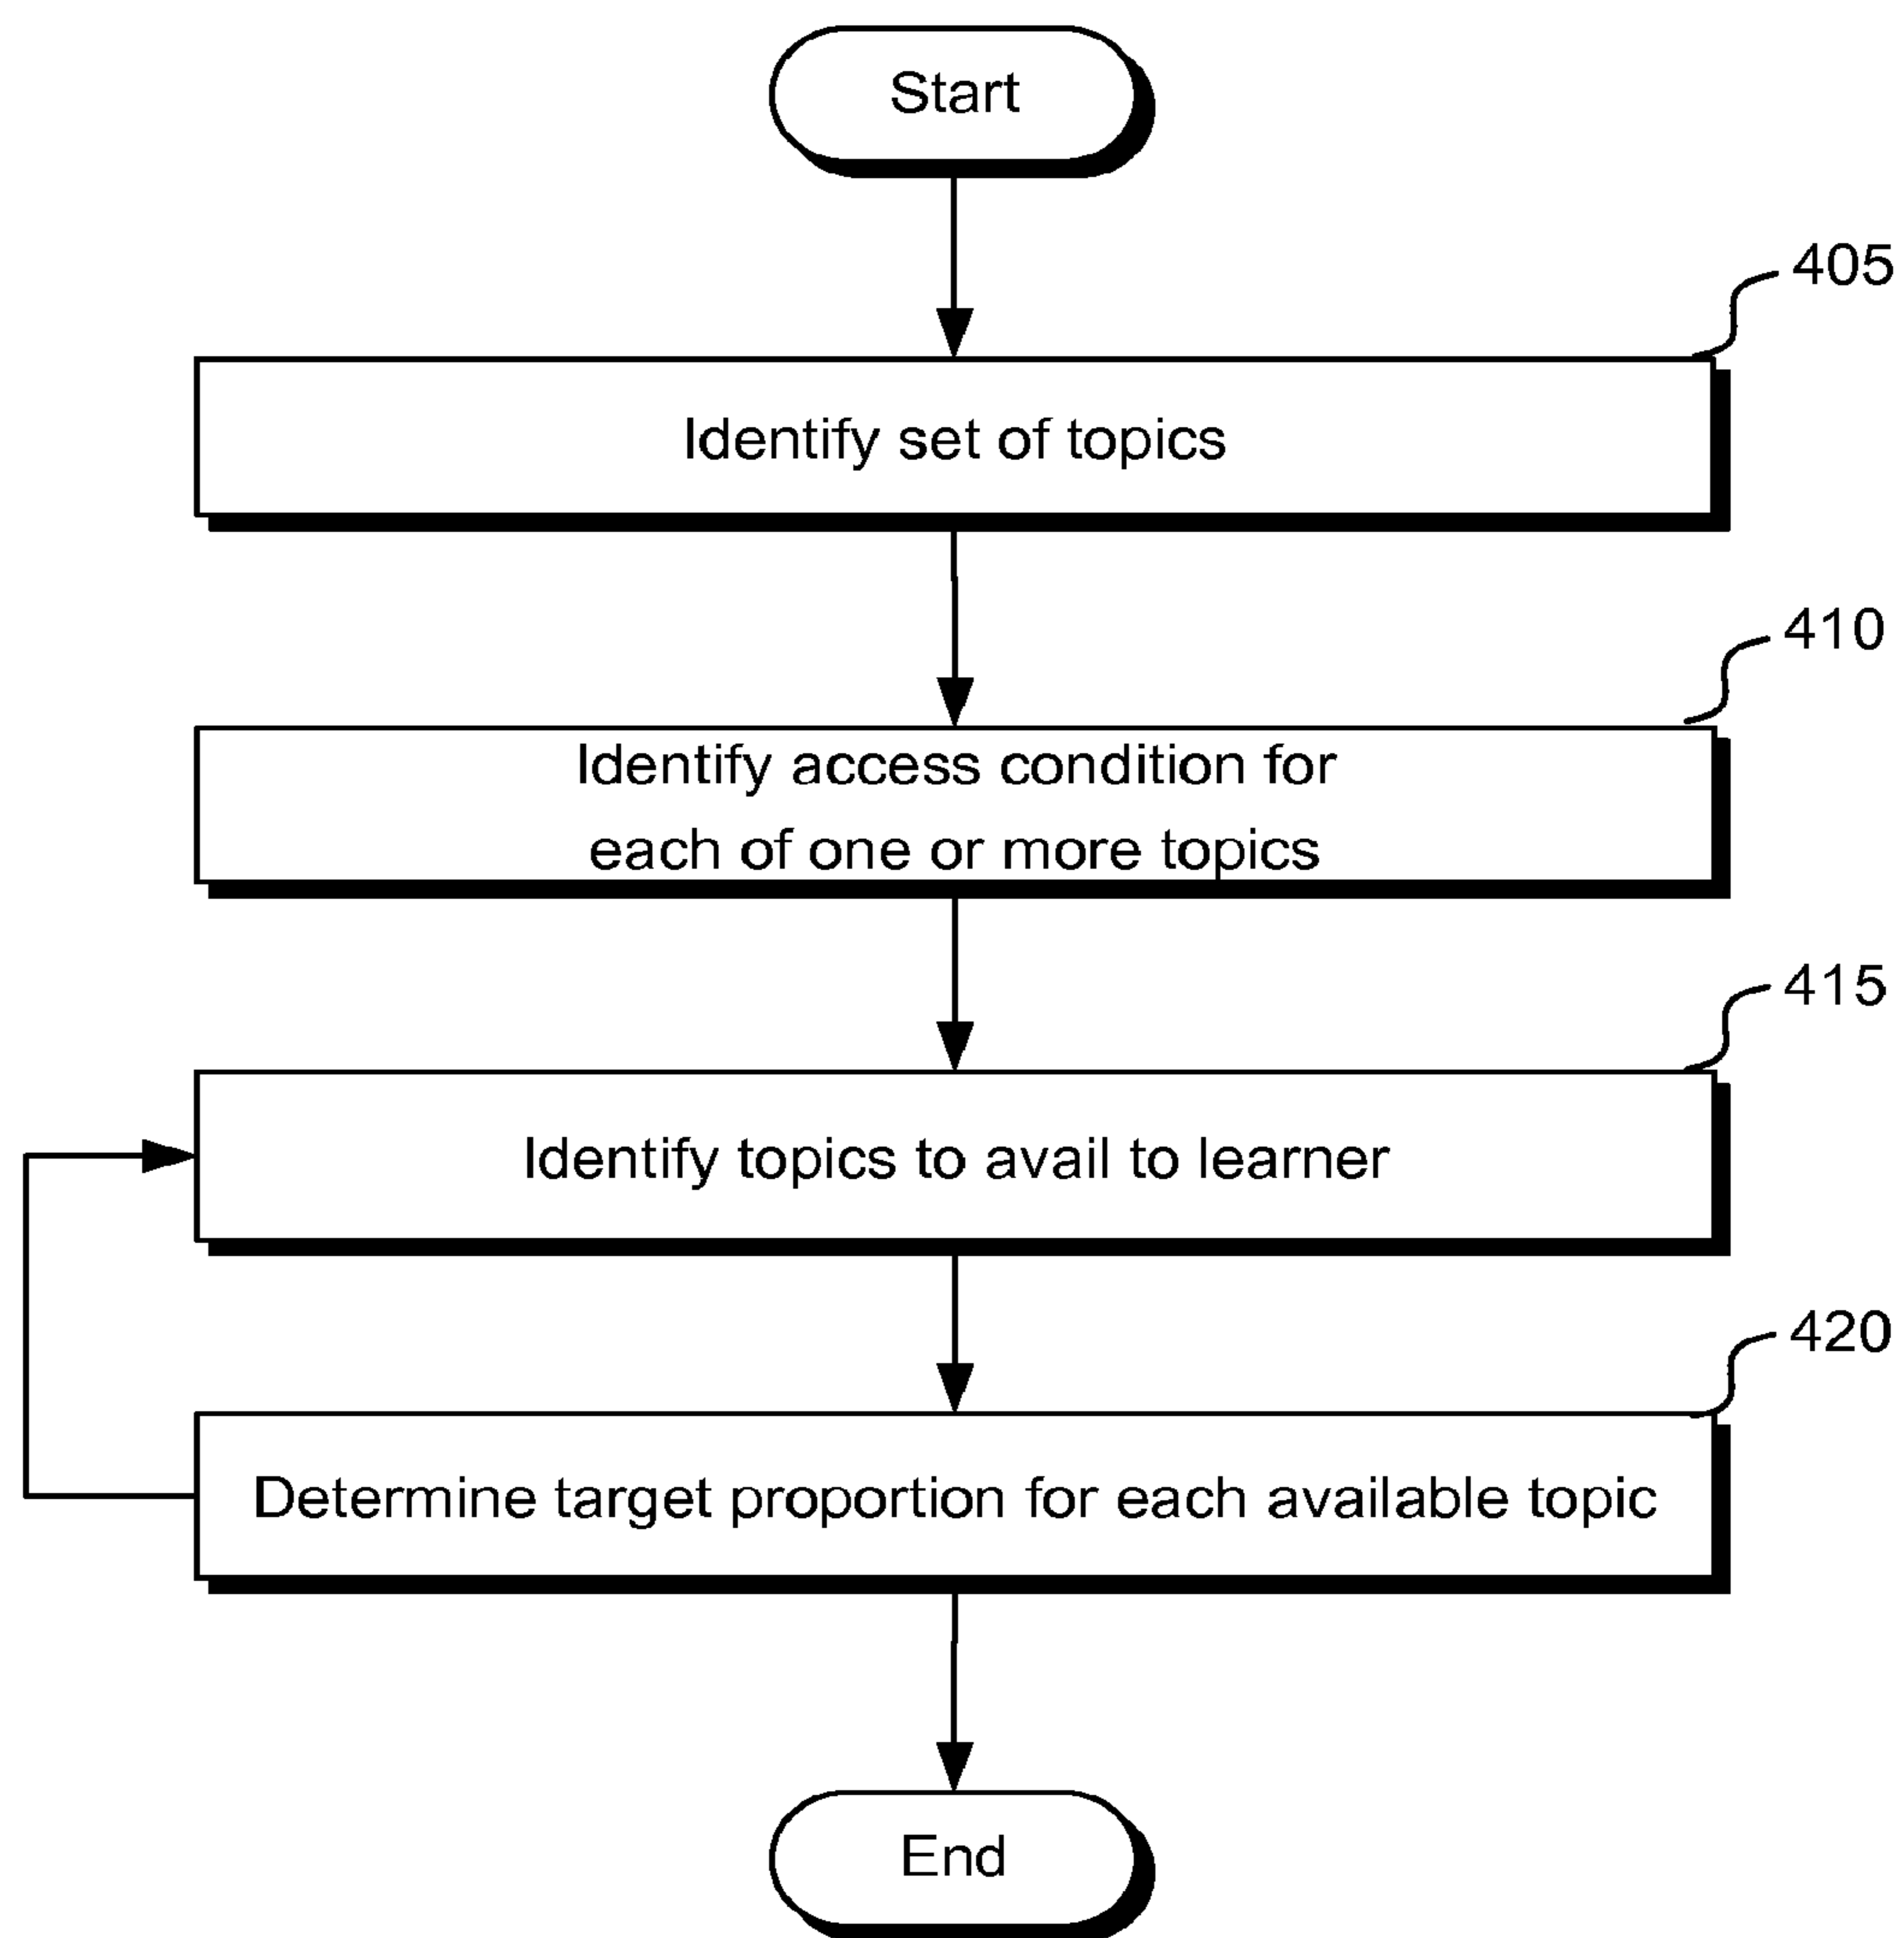 Start
405
Identify set of topics
410
Identify access condition for
each of one or more topics
415
Identify topics to avail to learner
420
Determine target proportion for each available topic
End